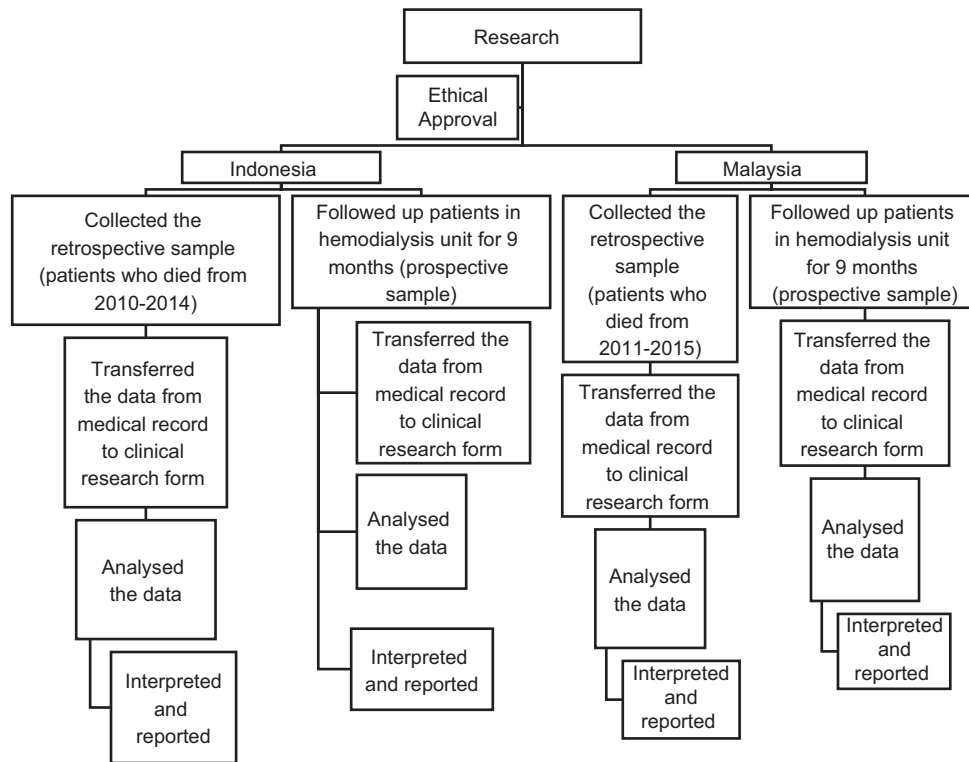 Research
Ethical
Approval
Indonesia
Malaysia
Collected the
retrospective sample
(patients who died from
2010-2014)
Followed up patients
in hemodialysis unit for 9
months (prospective
sample)
Collected the
retrospective
sample
(patients who
died from
2011-2015)
Followed up patients
in hemodialysis unit
for 9 months
(prospective sample)
Transferred
the data from
medical record
to clinical
research form
Transferred the
data from
medical record
to clinical
research form
Transferred the
data from
medical record
to clinical
research form
Transferred the
data from
medical record
to clinical
research form
Analysed
the data
Analysed
the data
Analysed
the data
Analysed
the data
Interpreted
and
reported
Interpreted
and reported
Interpreted
and
reported
Interpreted
and
reported